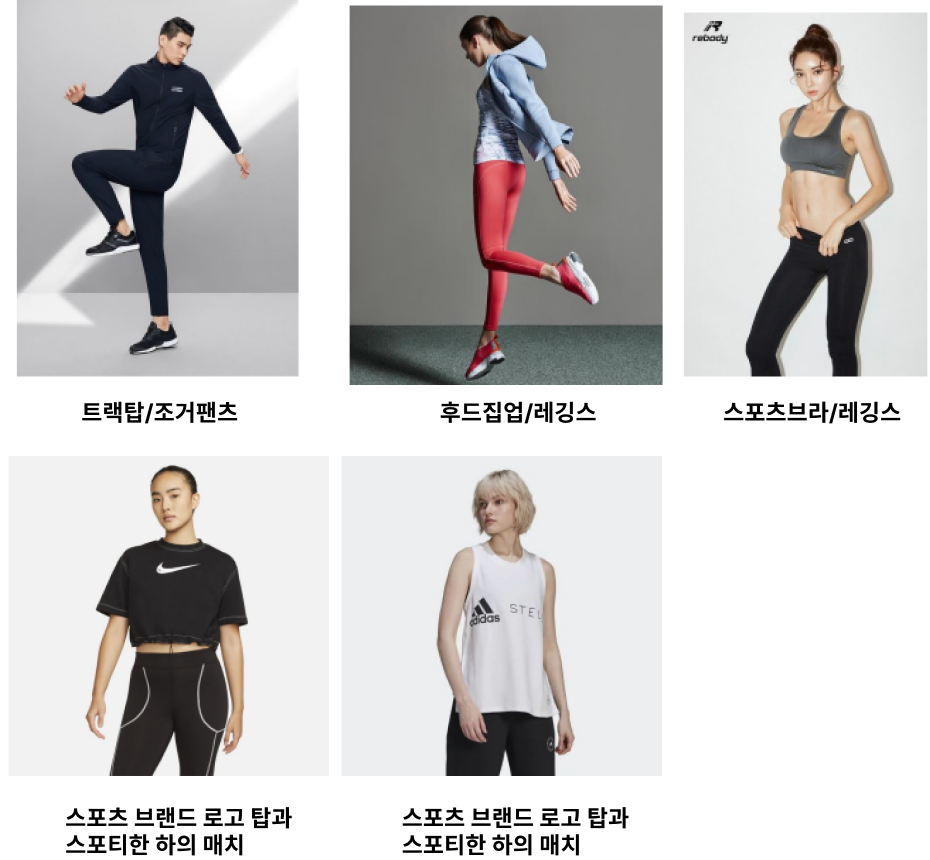 rebody
트랙탑/조거팬츠
후드집업/레깅스
스포츠브라/레깅스
adidas
STEL
스포츠 브랜드 로고 탑과
스포티한 하의 매치
스포츠 브랜드 로고 탑과
스포티한 하의 매치